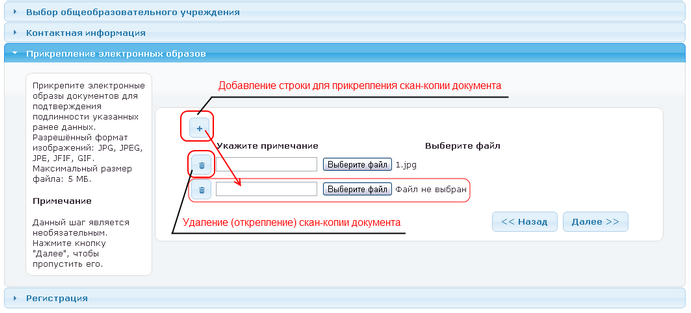 Выбор общеобразовательного учреждения
Контактная информация
Прикрепление электронных образов
Прикрепите электронные
образы документов для
подтверждения
подлинности указанных
ранее данных.
Разрешённый формат
изображений: JPG, JPEG,
JPE, JFIF, GIF.
Максимальный размер
файла: 5 МБ.
Примечание
Данный шаг является
необязательным.
Нажмите кнопку
"Далее", чтобы
пропустить его.
Добавление строки для прикрепления скан-копии документа
+
Укажите примечание Выберите файл
Выберите файл 1.jpg
Выберите файл Файл не выбран
Удаление (открепление) скан-копии документа
<< Назад Далее >>
Регистрация